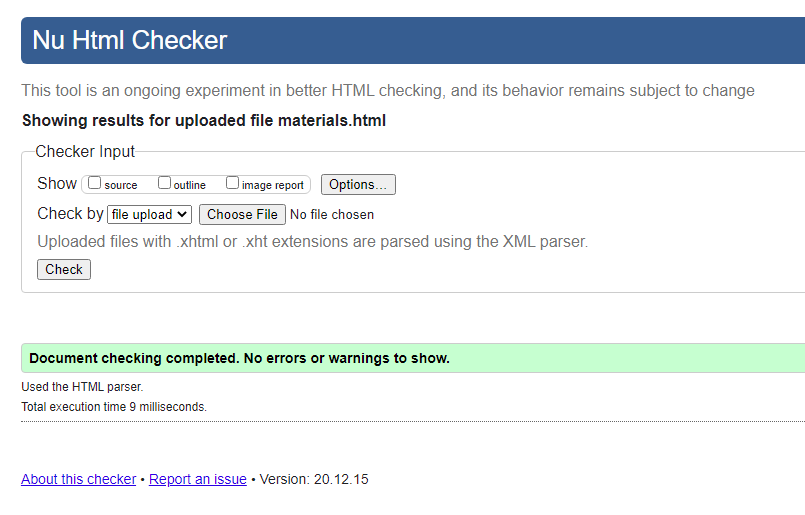 Nu Html Checker
This tool is an ongoing experiment in better HTML checking, and its behavior remains subject to change
Showing results for uploaded file materials.html
Checker Input
Show source outline image report Options...
Check by file upload Choose File No file chosen
Uploaded files with .xhtml or .xht extensions are parsed using the XML parser.
Check
Document checking completed. No errors or warnings to show.
Used the HTML parser.
Total execution time 9 milliseconds.
About this checker • Report an issue • Version: 20.12.15